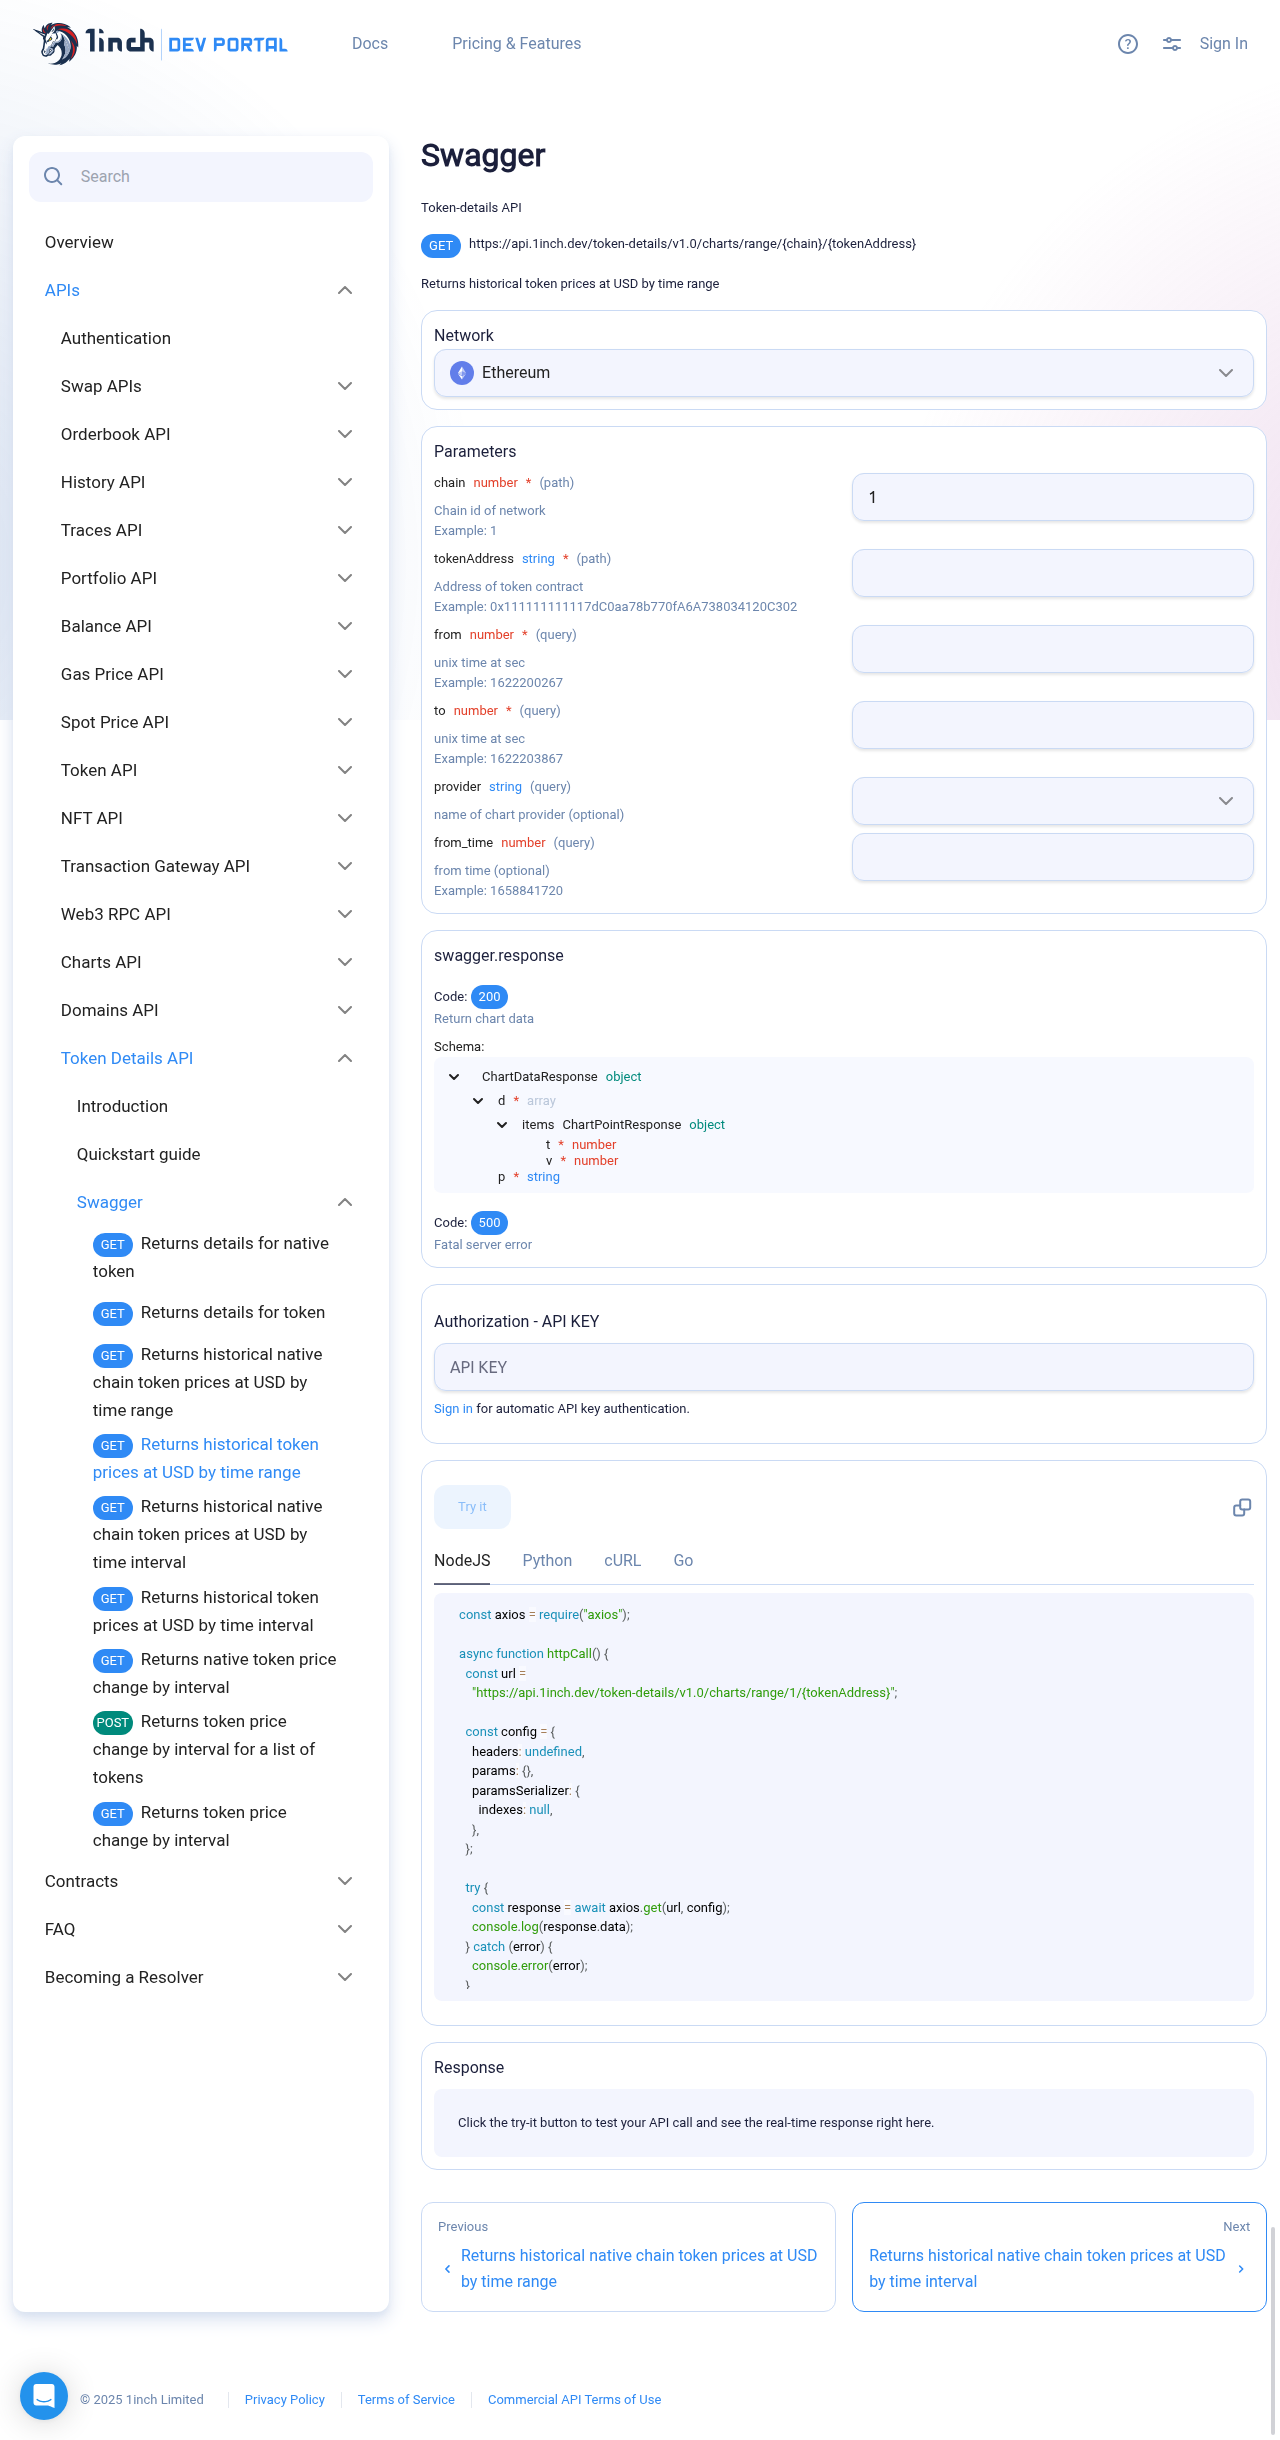 1inch DEV PORTAL
Docs
Pricing & Features
Sign In
Search
Overview
APIs
Authentication
Swap APIs
Orderbook API
History API
Traces API
Portfolio API
Balance API
Gas Price API
Spot Price API
Token API
NFT API
Transaction Gateway API
Web3 RPC API
Charts API
Domains API
Token Details API
Introduction
Quickstart guide
Swagger
GET Returns details for native
token
GET Returns details for token
GET Returns historical native
chain token prices at USD by
time range
GET Returns historical token
prices at USD by time range
GET Returns historical native
chain token prices at USD by
time interval
GET Returns historical token
prices at USD by time interval
GET Returns native token price
change by interval
POST Returns token price
change by interval for a list of
tokens
GET Returns token price
change by interval
Contracts
FAQ
Becoming a Resolver
Swagger
Token-details API
GET https://api.1inch.dev/token-details/v1.0/charts/range/{chain}/{tokenAddress}
Returns historical token prices at USD by time range
Network
Ethereum
Parameters
chain number * (path)
1
Chain id of network
Example: 1
tokenAddress string * (path)
Address of token contract
Example: 0x111111111117dC0aa78b770fA6A738034120C302
from number * (query)
unix time at sec
Example: 1622200267
to number * (query)
unix time at sec
Example: 1622203867
provider string (query)
name of chart provider (optional)
from_time number (query)
from time (optional)
Example: 1658841720
swagger.response
Code: 200
Return chart data
Schema:
ChartDataResponse object
d * array
items ChartPointResponse object
t * number
v * number
p * string
Code: 500
Fatal server error
Authorization - API KEY
API KEY
Sign in for automatic API key authentication.
Try it
NodeJS Python cURL Go
const axios = require("axios");
async function httpCall() {
const url =
"https://api.1inch.dev/token-details/v1.0/charts/range/1/{tokenAddress}";
const config = {
headers: undefined,
params: {},
paramsSerializer: {
indexes: null,
},
};
try {
const response = await axios.get(url, config);
console.log(response.data);
} catch (error) {
console.error(error);
}
Response
Click the try-it button to test your API call and see the real-time response right here.
Previous
Returns historical native chain token prices at USD
by time range
Next
Returns historical native chain token prices at USD
by time interval
© 2025 1inch Limited
Privacy Policy
Terms of Service
Commercial API Terms of Use